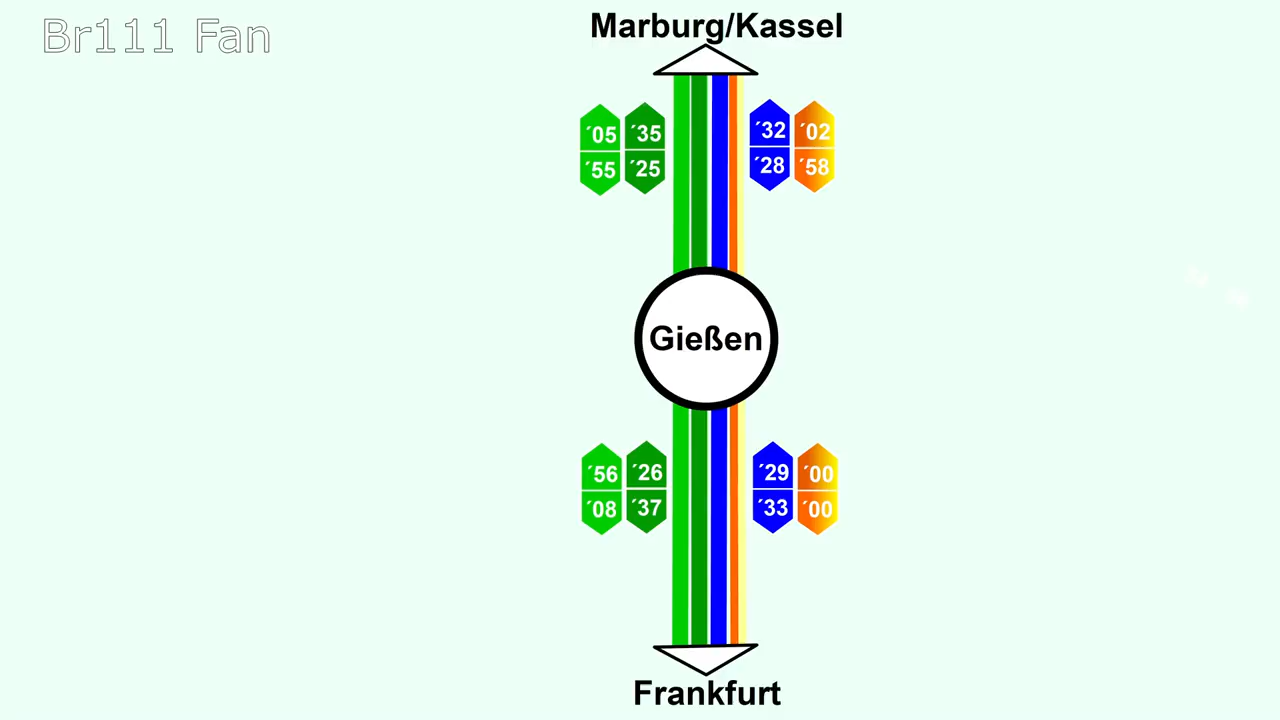 Br111 Fan
Marburg/Kassel
´05 ´35 ´32 ´02
´55 ´25 ´28 ´58
Gießen
´56 ´26 ´29 ´00
´08 ´37 ´33 ´00
Frankfurt